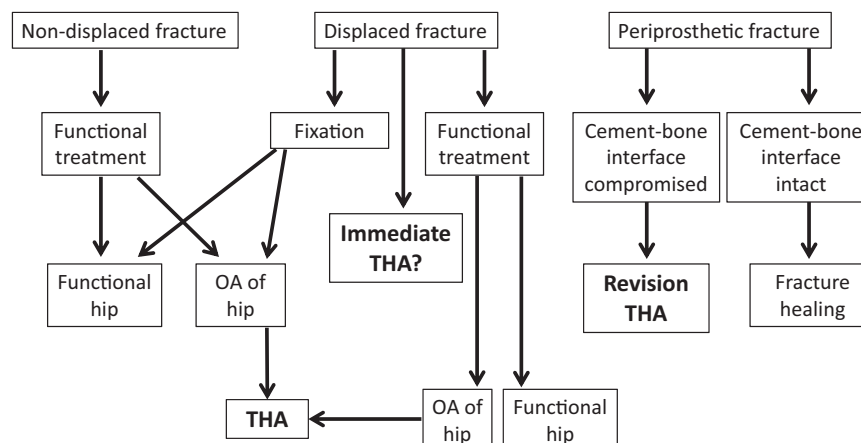 Non-displaced fracture
Displaced fracture
Periprosthetic fracture
Functional
treatment
Fixation
Functional
treatment
Cement-bone
interface
compromised
Cement-bone
interface
intact
Immediate
THA?
Functional
hip
OA of
hip
Revision
THA
Fracture
healing
THA
OA of
hip
Functional
hip